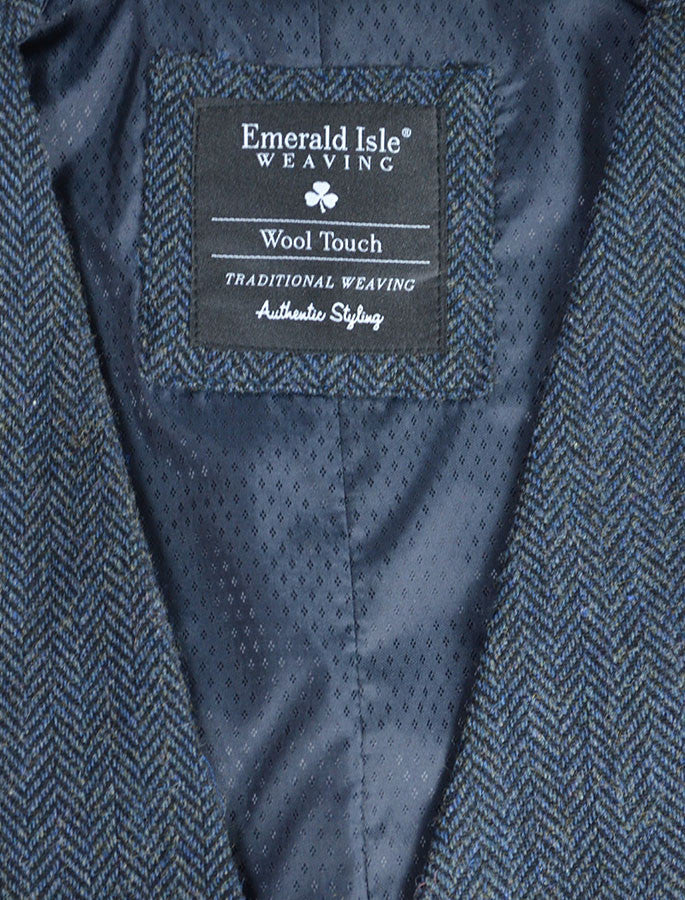 Emerald Isle®
WEAVING
Wool Touch
TRADITIONAL WEAVING
Authentic Styling